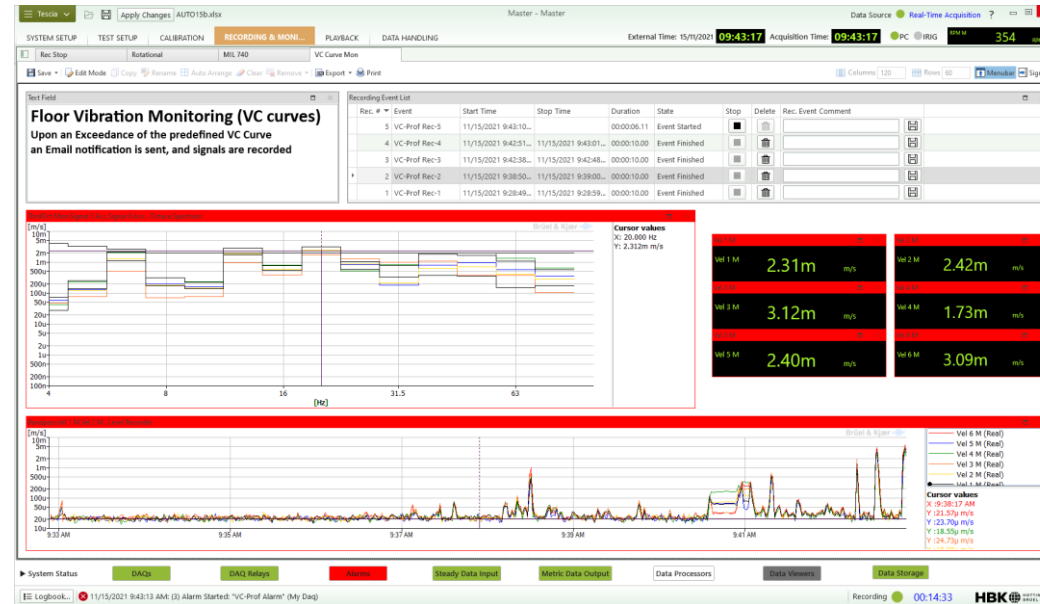 Tescia Apply Changes AUTO15b.xlsx Master - Master Data Source Real-Time Acquisition ?
SYSTEM SETUP TEST SETUP CALIBRATION RECORDING & MONI... PLAYBACK DATA HANDLING External Time: 15/11/2021 09:43:17 Acquisition Time: 09:43:17 PC IRIG RPM M 354
Rec Stop Rotational MIL 740 VC Curve Mon
Save Edit Mode Copy Rename Auto Arrange Clear Remove Export Print Columns 120 Rows 60 Menubar Sig
Text Field
Floor Vibration Monitoring (VC curves)
Upon an Exceedance of the predefined VC Curve
an Email notification is sent, and signals are recorded
Recording Event List
Rec. # Event Start Time Stop Time Duration State Stop Delete Rec. Event Comment
5 VC-Prof Rec-5 11/15/2021 9:43:10... 00:00:06.11 Event Started
4 VC-Prof Rec-4 11/15/2021 9:42:51... 11/15/2021 9:43:01... 00:00:10.00 Event Finished
3 VC-Prof Rec-3 11/15/2021 9:42:38... 11/15/2021 9:42:48... 00:00:10.00 Event Finished
2 VC-Prof Rec-2 11/15/2021 9:38:50... 11/15/2021 9:39:00... 00:00:10.00 Event Finished
1 VC-Prof Rec-1 11/15/2021 9:28:49... 11/15/2021 9:28:59... 00:00:10.00 Event Finished
[m/s]
10m
5m
2m
1m
500u
200u
100u
50u
20u
10u
5u
2u
1u
500n
200n
100n
4 8 16 31.5 63
[Hz]
Brüel & Kjær
Cursor values
X: 20.000 Hz
Y: 2.312m m/s
Vel 1 M 2.31m m/s
Vel 2 M 2.42m m/s
Vel 3 M 3.12m m/s
Vel 4 M 1.73m m/s
Vel 5 M 2.40m m/s
Vel 6 M 3.09m m/s
[m/s]
10m
5m
2m
1m
500u
200u
100u
50u
20u
10u
9:33 AM 9:35 AM 9:37 AM 9:39 AM 9:41 AM
Brüel & Kjær
Vel 6 M (Real)
Vel 5 M (Real)
Vel 4 M (Real)
Vel 3 M (Real)
Vel 2 M (Real)
Vel 1 M (Real)
Cursor values
X :9:38:17 AM
Y :21.57µ m/s
Y :23.70µ m/s
Y :18.55µ m/s
Y :24.73µ m/s
System Status DAQs DAQ Relays Alarms Steady Data Input Metric Data Output Data Processors Data Viewers Data Storage
Logbook... 11/15/2021 9:43:13 AM: (3) Alarm Started: "VC-Prof Alarm" (My Daq) Recording 00:14:33 HBK